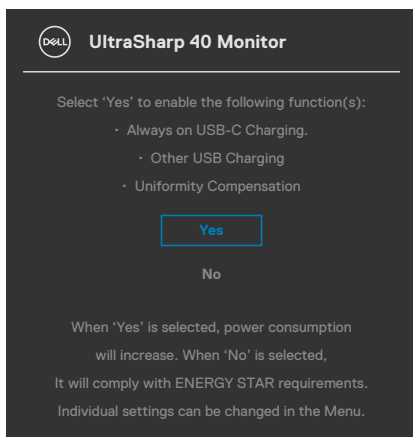 DELL
UltraSharp 40 Monitor
Select ‘Yes’ to enable the following function(s):
· Always on USB-C Charging.
· Other USB Charging
· Uniformity Compensation
Yes
No
When ‘Yes’ is selected, power consumption
will increase. When ‘No’ is selected,
It will comply with ENERGY STAR requirements.
Individual settings can be changed in the Menu.